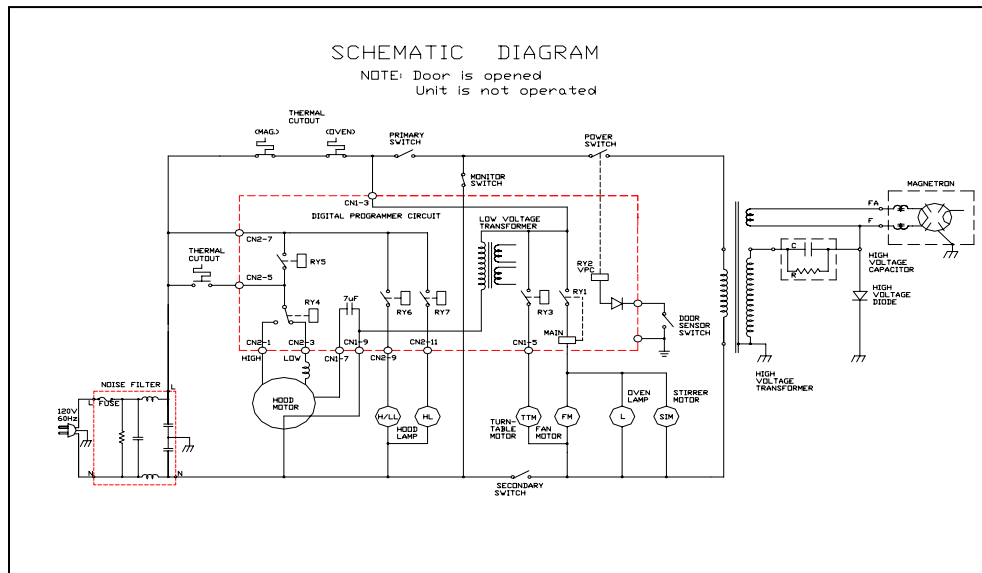 SCHEMATIC DIAGRAM
NOTE: Door is opened
Unit is not operated
THERMAL
CUTOUT
(MAG.)
(OVEN)
PRIMARY
SWITCH
POWER
SWITCH
MONITOR
SWITCH
CN1-3
DIGITAL PROGRAMMER CIRCUIT
LOW VOLTAGE
TRANSFORMER
MAGNETRON
FA
F
CN2-7
THERMAL
CUTOUT
CN2-5
RY5
RY4
7uF
RY6
RY7
RY3
RY1
RY2
VPC
MAIN
C
R
HIGH
VOLTAGE
CAPACITOR
HIGH
VOLTAGE
DIODE
DOOR
SENSOR
SWITCH
CN2-1
CN2-3
CN1-7
CN1-9
CN2-9
CN2-11
CN1-5
HIGH
LOW
HIGH
VOLTAGE
TRANSFORMER
NOISE FILTER
L
L
FUSE
120V
60Hz
N
N
HOOD
MOTOR
H/LL
HL
HOOD
LAMP
TTM
TURN-
TABLE
MOTOR
FM
FAN
MOTOR
OVEN
LAMP
L
STIRRER
MOTOR
SIM
SECONDARY
SWITCH